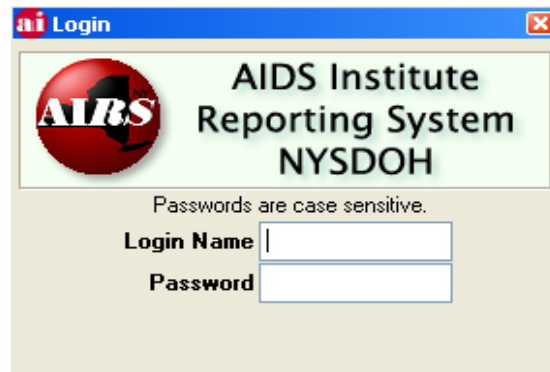 ai Login
AIRS NY
AIDS Institute
Reporting System
NYSDOH
Passwords are case sensitive.
Login Name
Password